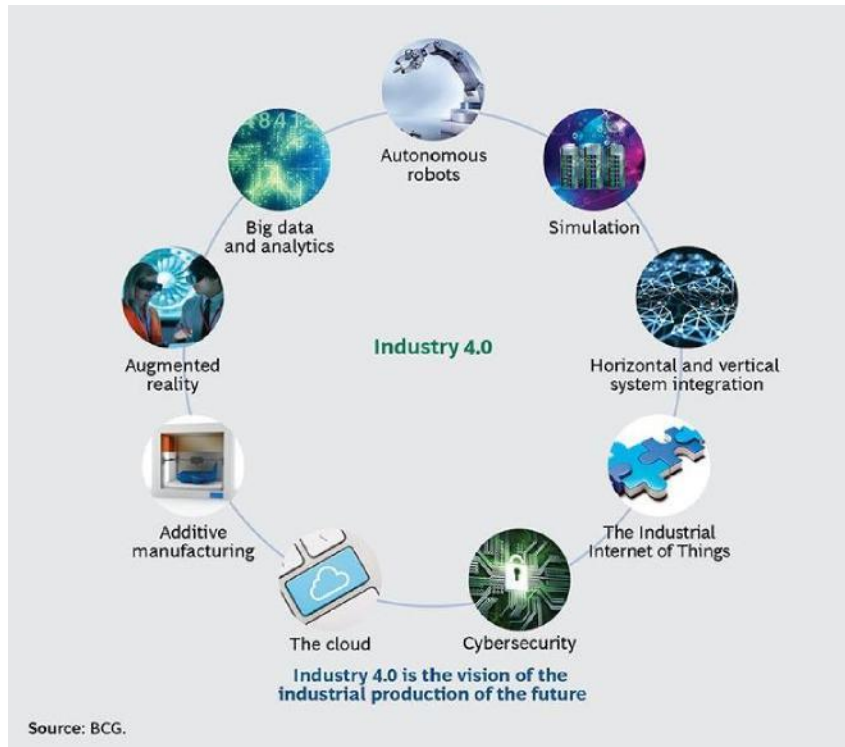 Autonomous
robots
Simulation
Horizontal and vertical
system integration
The Industrial
Internet of Things
Cybersecurity
The cloud
Additive
manufacturing
Augmented
reality
Big data
and analytics
Industry 4.0
Industry 4.0 is the vision of the
industrial production of the future
Source: BCG.